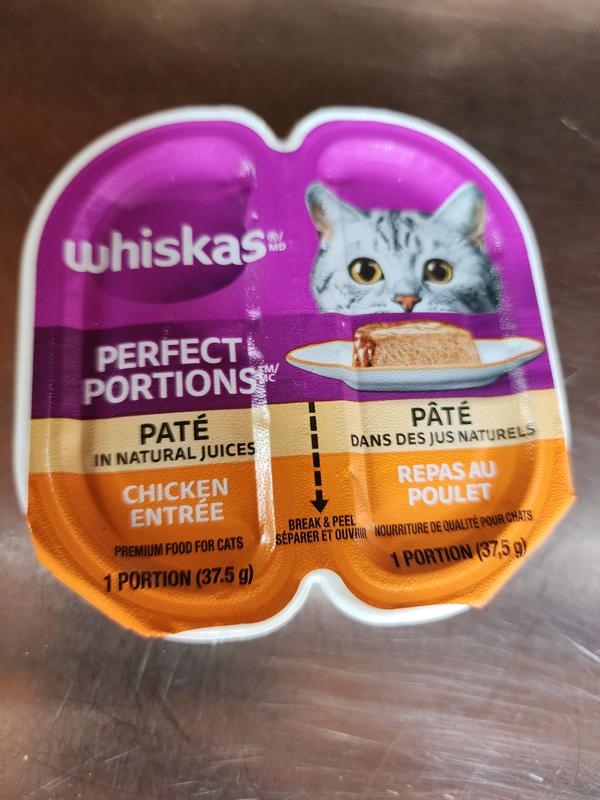 whiskas®/MD
PERFECT
PORTIONS™/MC
PATÉ
IN NATURAL JUICES
CHICKEN
ENTRÉE
PREMIUM FOOD FOR CATS
1 PORTION (37.5 g)
BREAK & PEEL
SÉPARER ET OUVRIR
PÂTÉ
DANS DES JUS NATURELS
REPAS AU
POULET
NOURRITURE DE QUALITÉ POUR CHATS
1 PORTION (37,5 g)